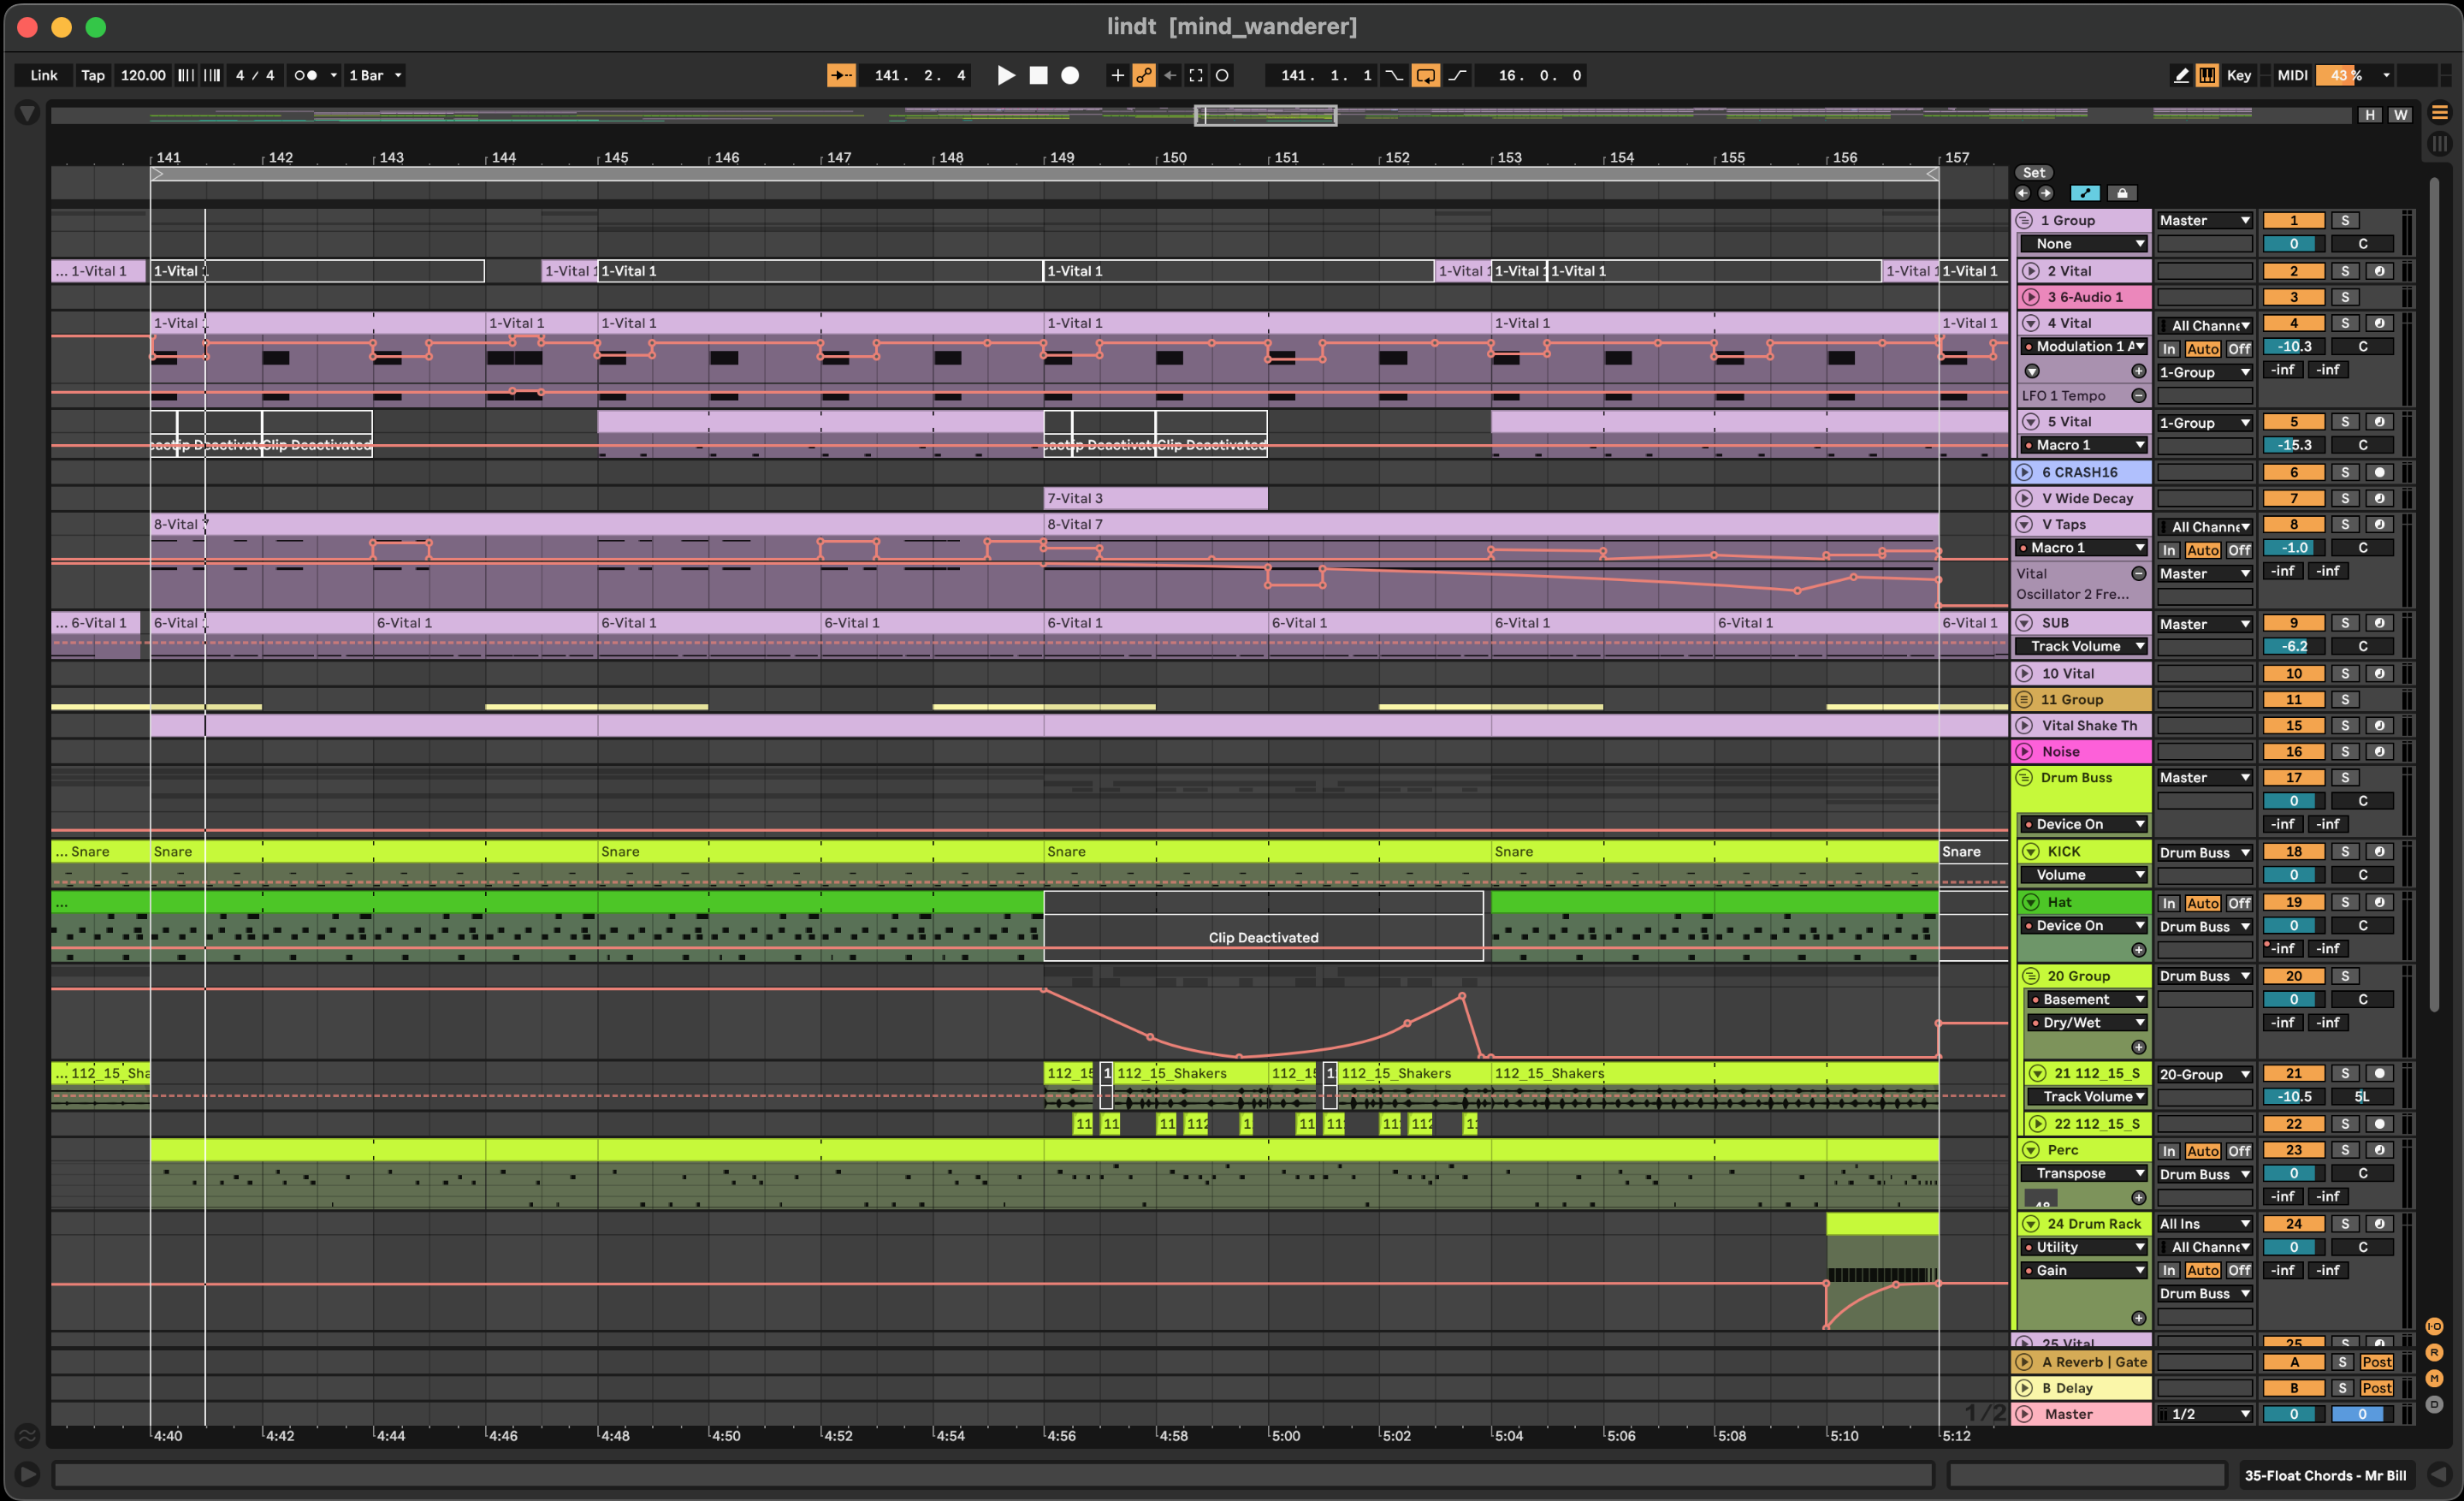 lindt [mind_wanderer]
Link Tap 120.00 4 / 4 1 Bar 141. 2. 4 141. 1. 1 16. 0. 0 Key MIDI 43 %
H W
141 142 143 144 145 146 147 148 149 150 151 152 153 154 155 156 157
Set
1 Group Master 1 S
None 0 C
... 1-Vital 1 1-Vital 1-Vital 1 1-Vital 1 1-Vital 1 1-Vital 1 1-Vital 1 1-Vital 1 1-Vital 1 1-Vital 1 2 Vital 2 S
3 6-Audio 1 3 S
1-Vital 1-Vital 1 1-Vital 1 1-Vital 1 1-Vital 1 1-Vital 1 4 Vital All Channe 4 S
Modulation 1 A In Auto Off -10.3 C
1-Group -inf -inf
LFO 1 Tempo
5 Vital 1-Group 5 S
Clip Deactivated Clip Deactivated Macro 1 -15.3 C
6 CRASH16 6 S
7-Vital 3 V Wide Decay 7 S
8-Vital 8-Vital 7 V Taps All Channe 8 S
Macro 1 In Auto Off -1.0 C
Vital Master -inf -inf
Oscillator 2 Fre...
... 6-Vital 1 6-Vital 6-Vital 1 6-Vital 1 6-Vital 1 6-Vital 1 6-Vital 1 6-Vital 1 6-Vital 1 6-Vital 1 SUB Master 9 S
Track Volume -6.2 C
10 Vital 10 S
11 Group 11 S
Vital Shake Th 15 S
Noise 16 S
Drum Buss Master 17 S
0 C
Device On -inf -inf
... Snare Snare Snare Snare Snare Snare KICK Drum Buss 18 S
Volume 0 C
... Hat In Auto Off 19 S
Clip Deactivated Device On Drum Buss 0 C
-inf -inf
20 Group Drum Buss 20 S
Basement 0 C
Dry/Wet -inf -inf
... 112_15_Sha 112_15 1 112_15_Shakers 112_15 1 112_15_Shakers 112_15_Shakers 21 112_15_S 20-Group 21 S
Track Volume -10.5 5L
11 11 11 112 1 11 11 11 112 1 22 112_15_S 22 S
Perc In Auto Off 23 S
Transpose Drum Buss 0 C
-inf -inf
24 Drum Rack All Ins 24 S
Utility All Channe 0 C
Gain In Auto Off -inf -inf
Drum Buss
25 Vital 25 S
A Reverb | Gate A S Post
B Delay B S Post
1/2 Master 1/2 0 0
4:40 4:42 4:44 4:46 4:48 4:50 4:52 4:54 4:56 4:58 5:00 5:02 5:04 5:06 5:08 5:10 5:12
I·O
R
M
D
35-Float Chords - Mr Bill